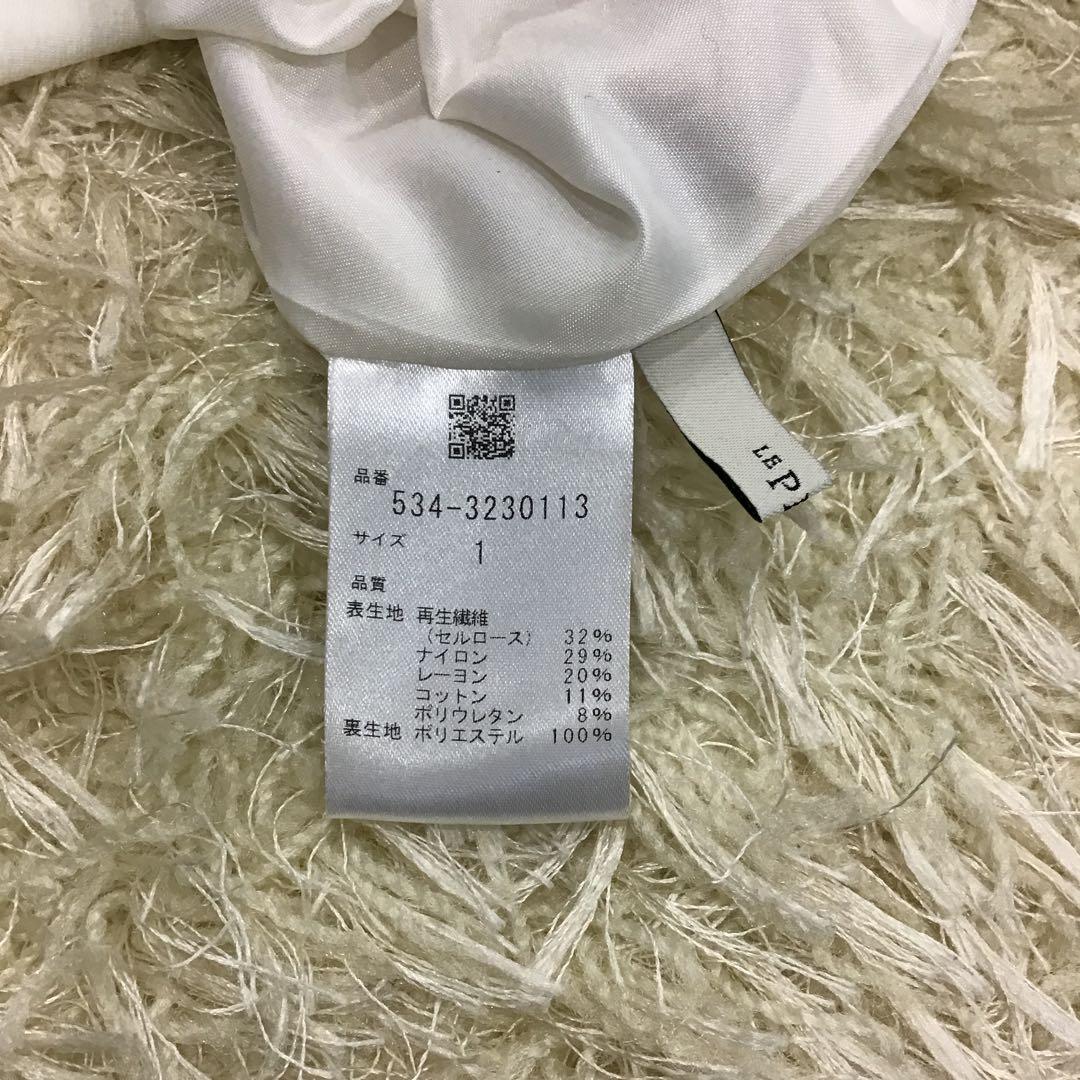 品番
534-3230113
サイズ 1
品質
表生地 再生繊維
(セルロース) 32%
ナイロン 29%
レーヨン 20%
コットン 11%
ポリウレタン 8%
裏生地 ポリエステル 100%
LE